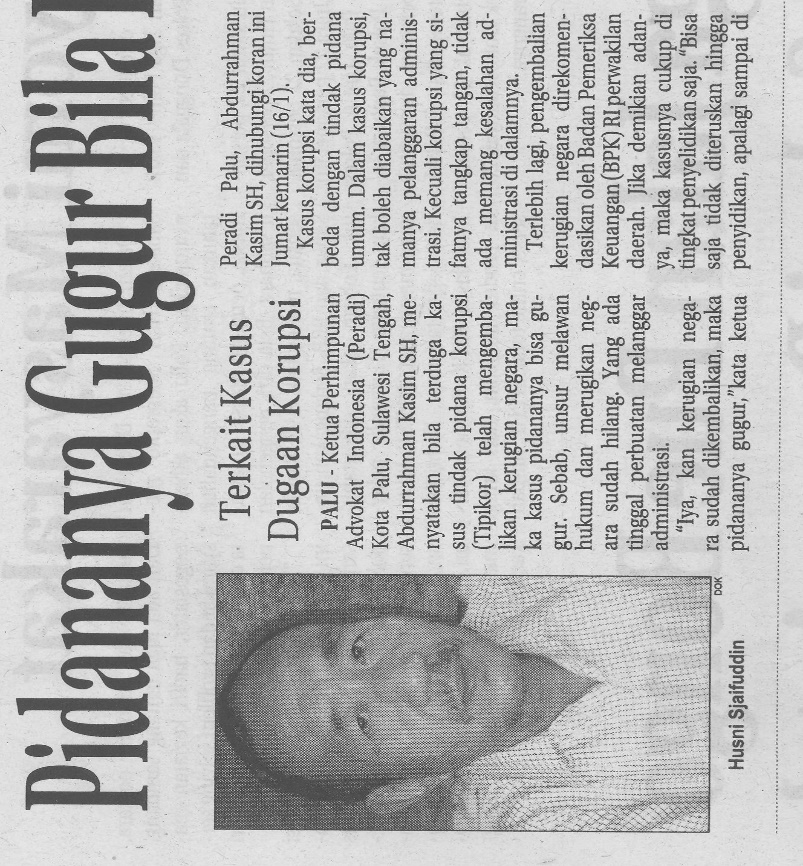 Pidananya Gugur Bila
Terkait Kasus
Dugaan Korupsi
PALU - Ketua Perhimpunan
Advokat Indonesia (Peradi)
Kota Palu, Sulawesi Tengah,
Abdurrahman Kasim SH, me-
nyatakan bila terduga ka-
sus tindak pidana korupsi
(Tipikor) telah mengemba-
likan kerugian negara, ma-
ka kasus pidananya bisa gu-
gur. Sebab, unsur melawan
hukum dan merugikan neg-
ara sudah hilang. Yang ada
tinggal perbuatan melanggar
administrasi.
"Iya, kan kerugian nega-
ra sudah dikembalikan, maka
pidananya gugur,"kata ketua
Peradi Palu, Abdurrahman
Kasim SH, dihubungi koran ini
Jumat kemarin (16/1).
Kasus korupsi kata dia, ber-
beda dengan tindak pidana
umum. Dalam kasus korupsi,
tak boleh diabaikan yang na-
manya pelanggaran adminis-
trasi. Kecuali korupsi yang si-
fatnya tangkap tangan, tidak
ada memang kesalahan ad-
ministrasi di dalamnya.
Terlebih lagi, pengembalian
kerugian negara direkomen-
dasikan oleh Badan Pemeriksa
Keuangan (BPK) RI perwakilan
daerah. Jika demikian adan-
ya, maka kasusnya cukup di
tingkat penyelidikan saja. "Bisa
saja tidak diteruskan hingga
penyidikan, apalagi sampai di
DOK
Husni Sjaifuddin